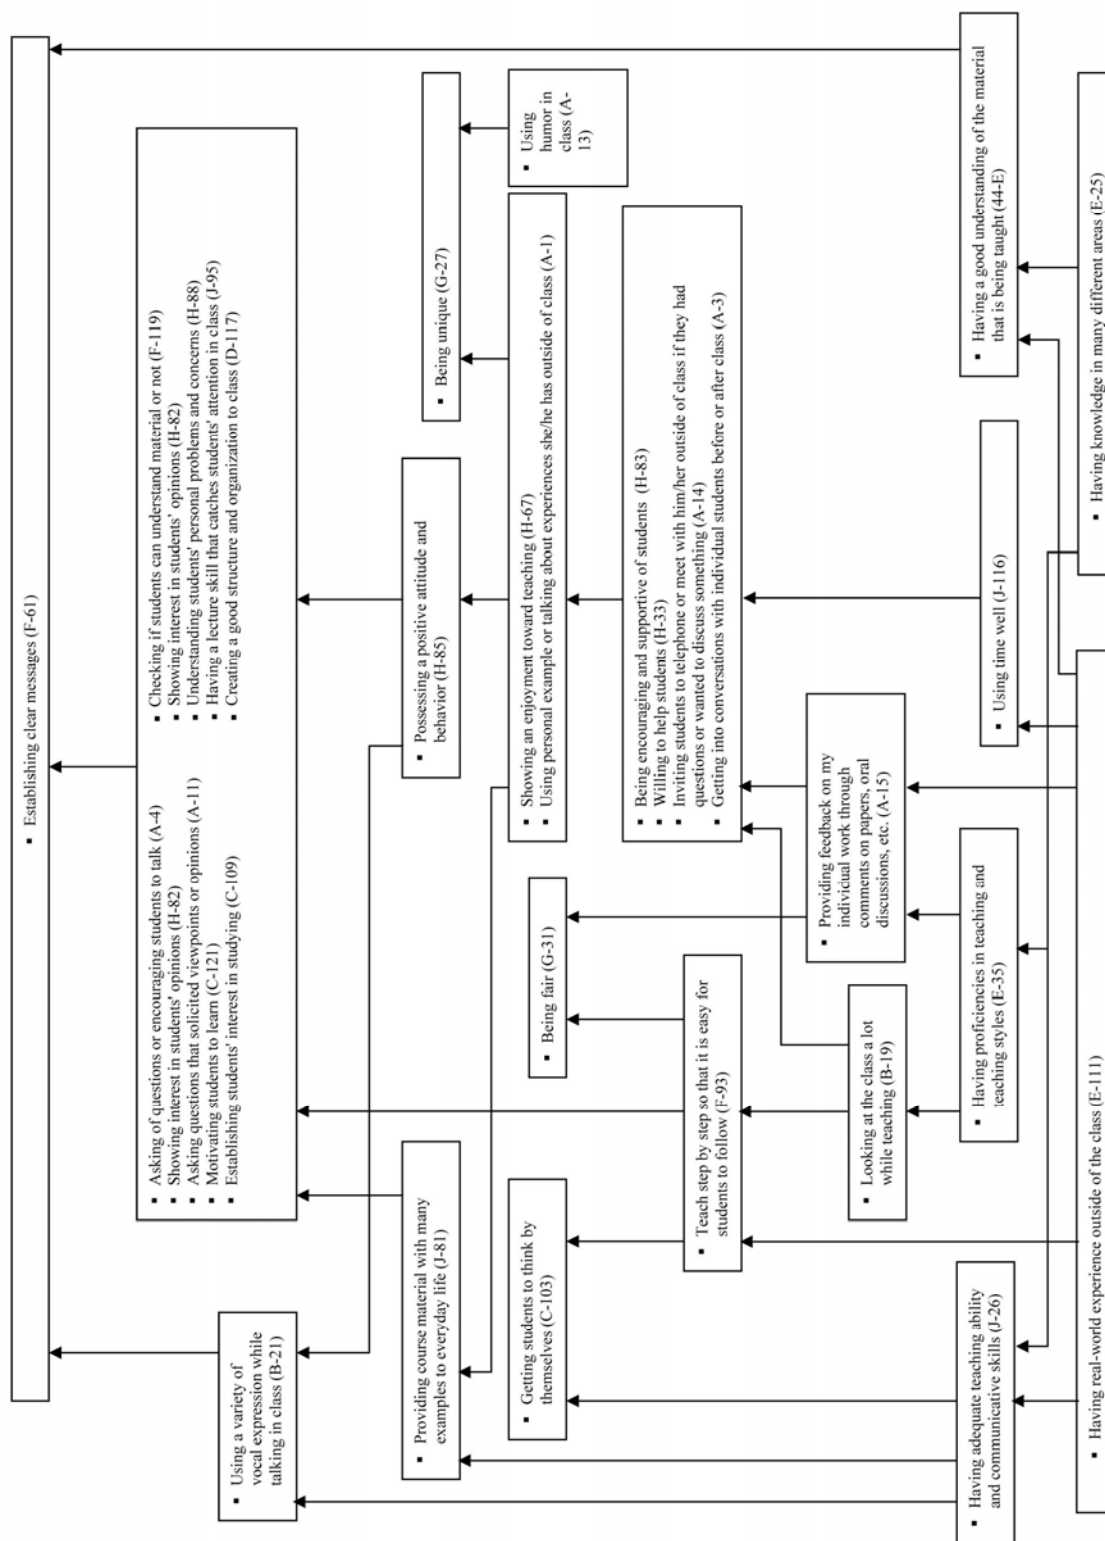 ▪ Establishing clear messages (F-61)
▪ Using a variety of
vocal expression while
talking in class (B-21)
▪ Asking of questions or encouraging students to talk (A-4)
▪ Showing interest in students' opinions (H-82)
▪ Asking questions that solicited viewpoints or opinions (A-11)
▪ Motivating students to learn (C-121)
▪ Establishing students' interest in studying (C-109)
▪ Checking if students can understand material or not (F-119)
▪ Showing interest in students' opinions (H-82)
▪ Understanding students' personal problems and concerns (H-88)
▪ Having a lecture skill that catches students' attention in class (J-95)
▪ Creating a good structure and organization to class (D-117)
▪ Providing course material with many
examples to everyday life (J-81)
▪ Possessing a positive attitude and
behavior (H-85)
▪ Being unique (G-27)
▪ Getting students to think by
themselves (C-103)
▪ Being fair (G-31)
▪ Showing an enjoyment toward teaching (H-67)
▪ Using personal example or talking about experiences she/he has outside of class (A-1)
▪ Using
humor in
class (A-
13)
▪ Teach step by step so that it is easy for
students to follow (F-93)
▪ Being encouraging and supportive of students (H-83)
▪ Willing to help students (H-33)
▪ Inviting students to telephone or meet with him/her outside of class if they had
questions or wanted to discuss something (A-14)
▪ Getting into conversations with individual students before or after class (A-3)
▪ Looking at the class a lot
while teaching (B-19)
▪ Providing feedback on my
individual work through
comments on papers, oral
discussions, etc. (A-15)
▪ Having adequate teaching ability
and communicative skills (J-26)
▪ Having proficiencies in teaching and
teaching styles (E-35)
▪ Using time well (J-116)
▪ Having a good understanding of the material
that is being taught (44-E)
▪ Having real-world experience outside of the class (E-111)
▪ Having knowledge in many different areas (E-25)